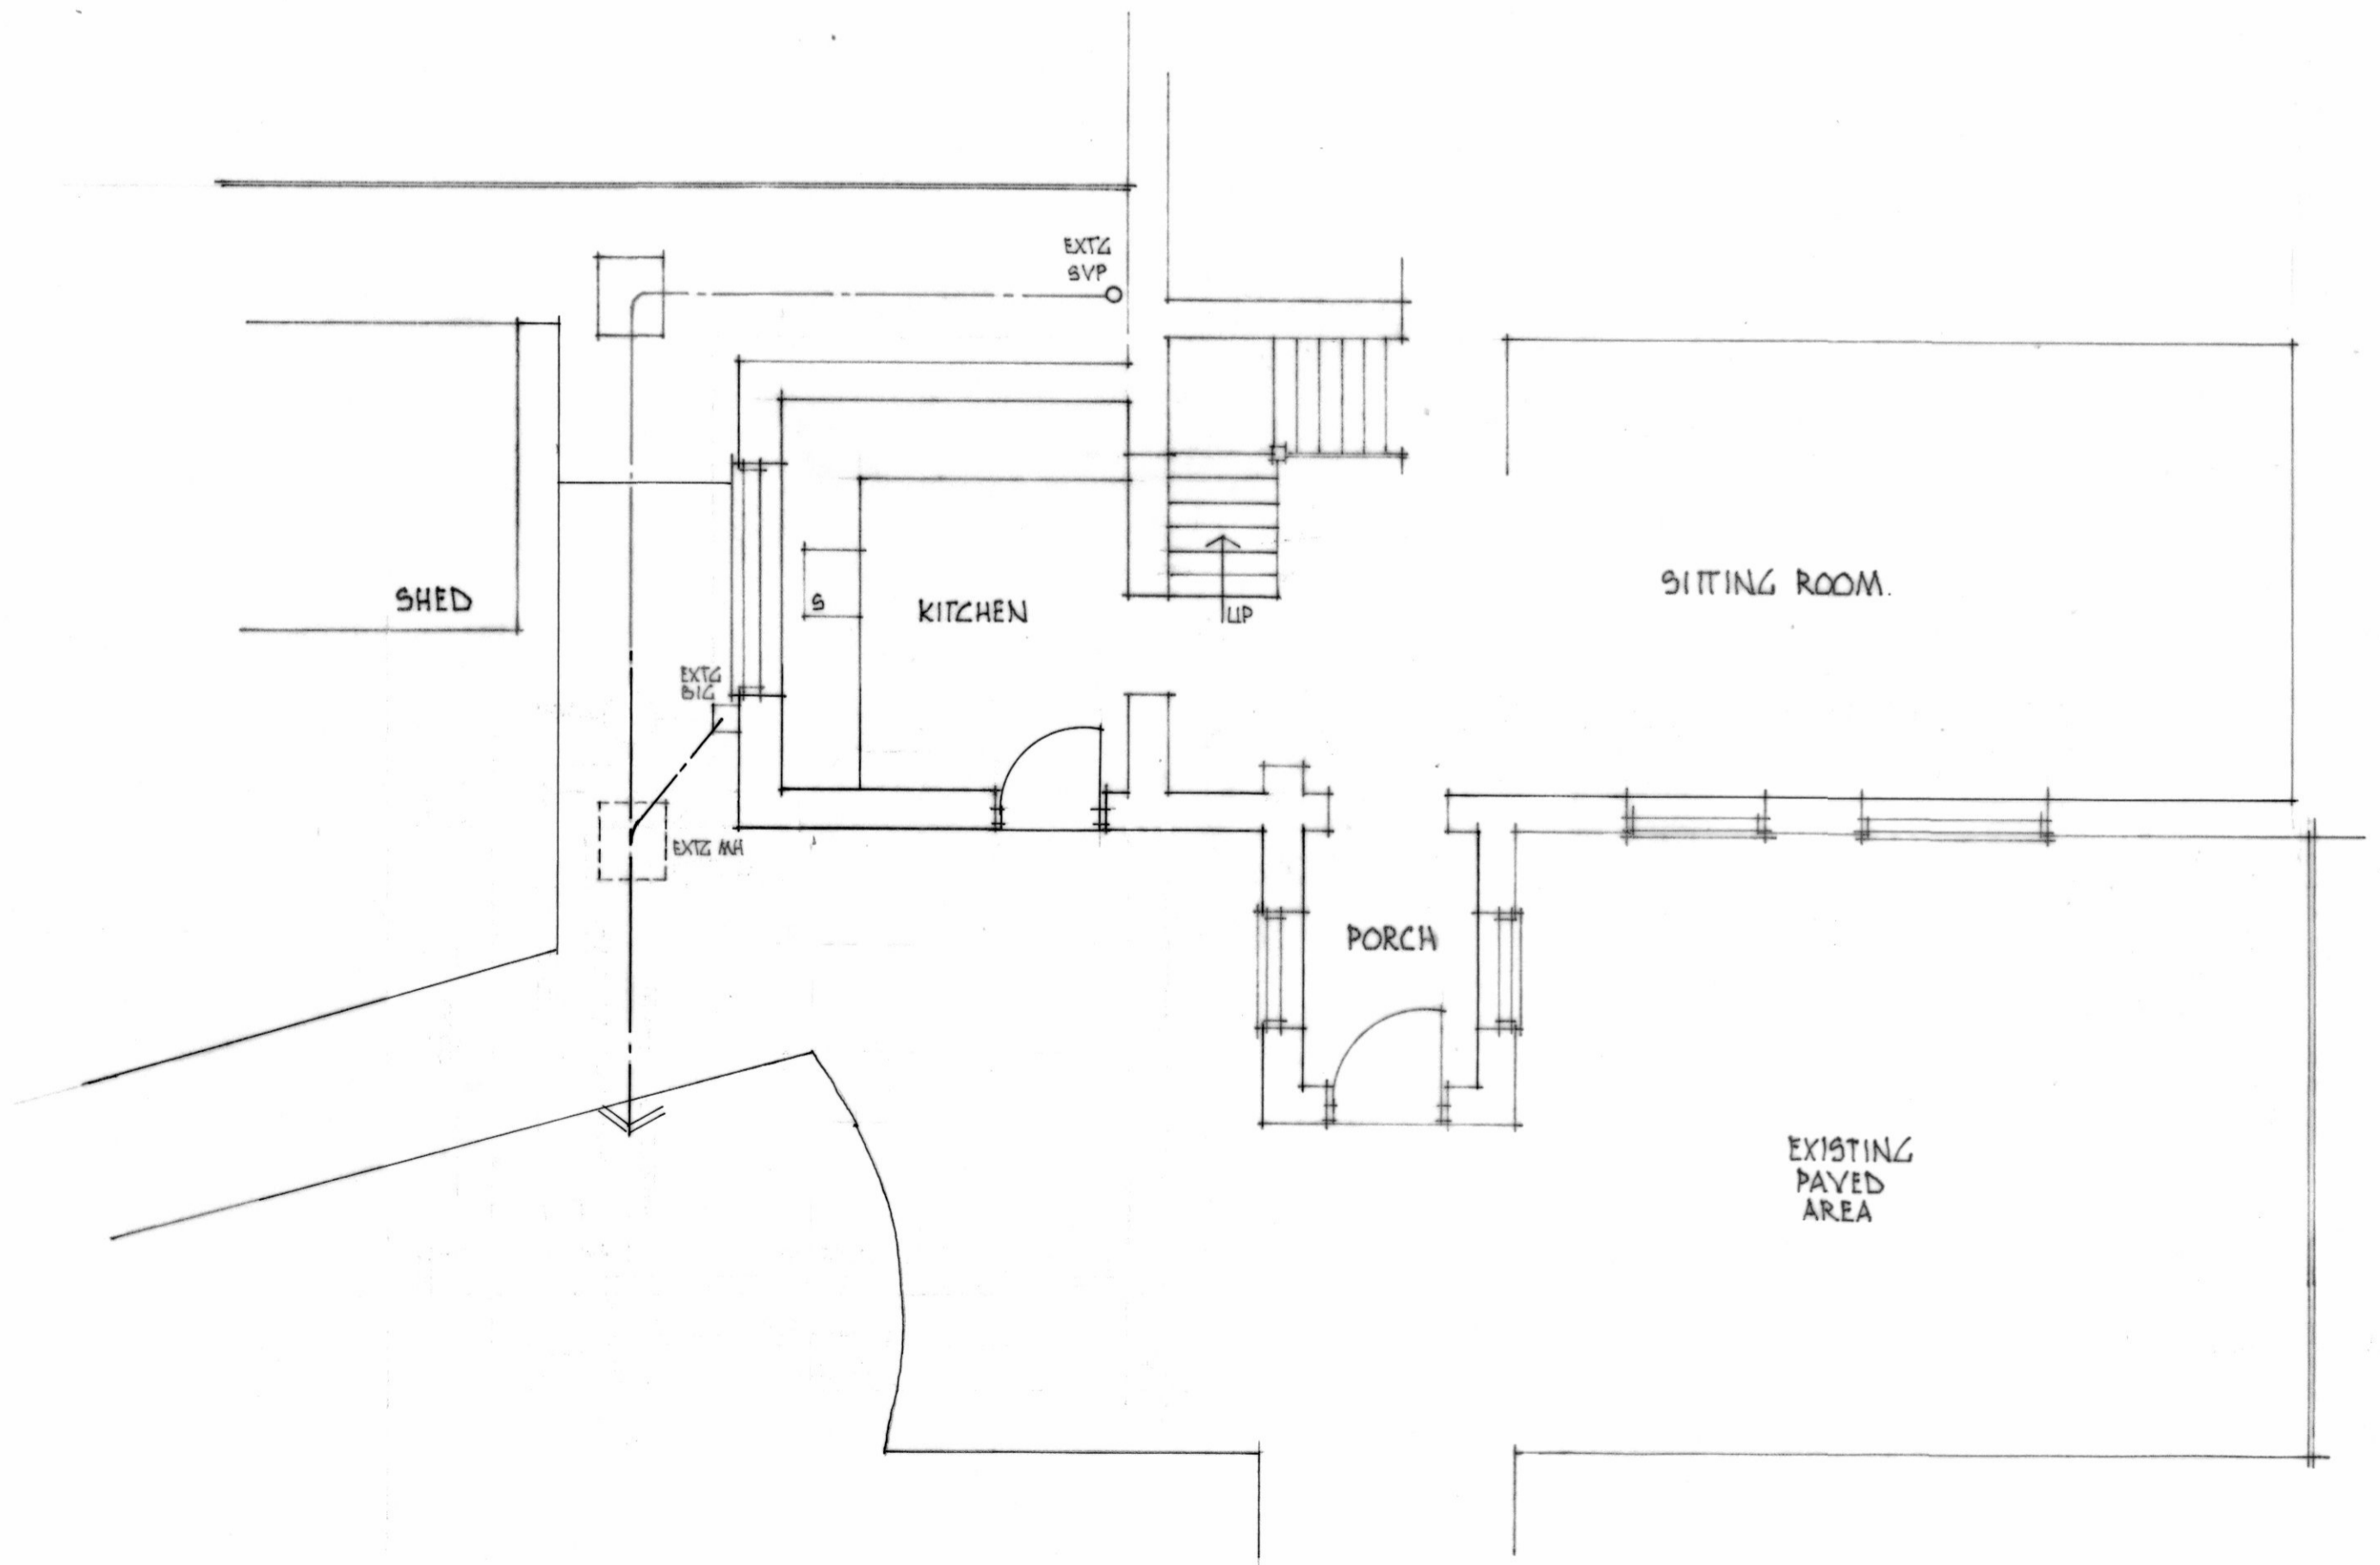 EXTG
SVP
SHED
S
KITCHEN
UP
SITTING ROOM.
EXTG
BIG
EXTG MH
PORCH
EXISTING
PAVED
AREA